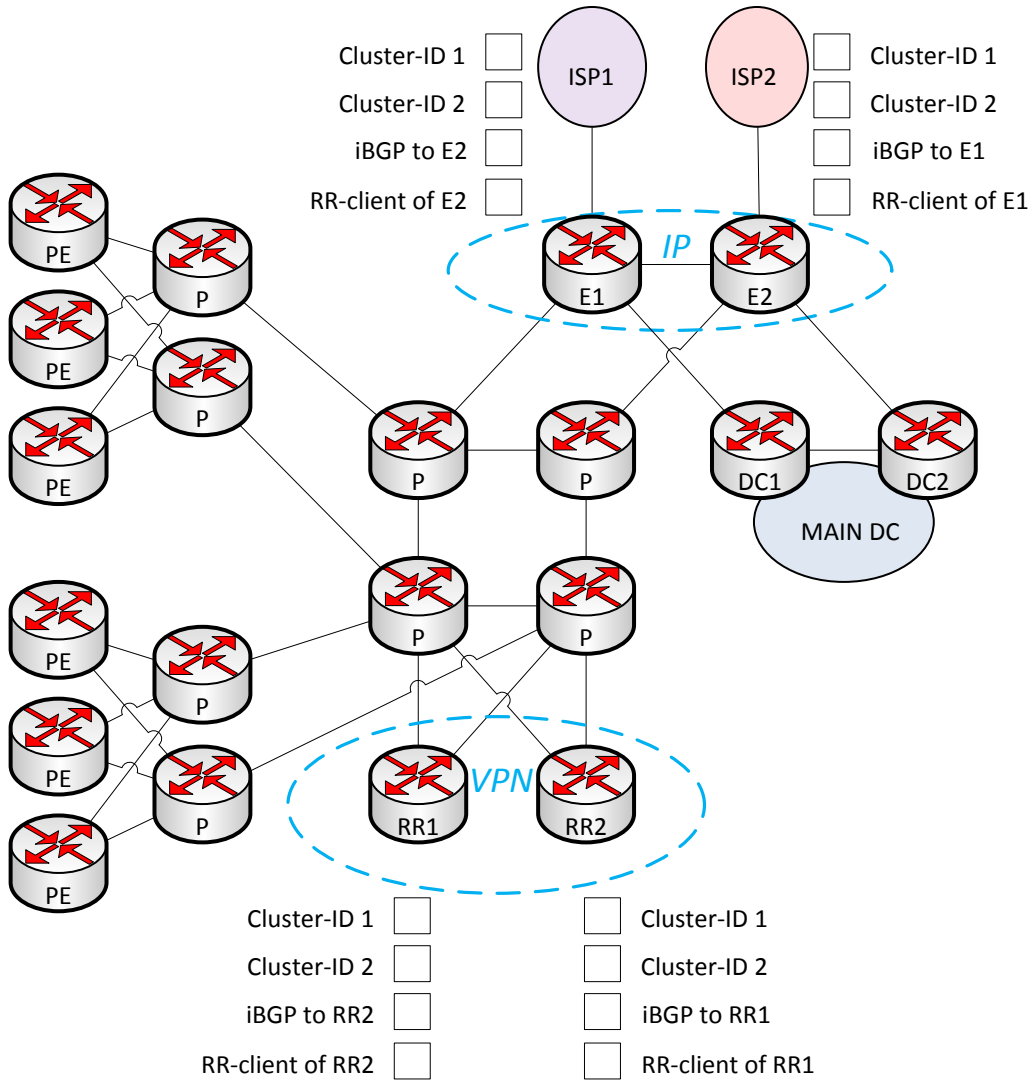 Cluster-ID 1
Cluster-ID 2
iBGP to E2
RR-client of E2
ISP1
ISP2
Cluster-ID 1
Cluster-ID 2
iBGP to E1
RR-client of E1
IP
E1
E2
PE
P
PE
P
PE
P
P
DC1
DC2
MAIN DC
PE
P
P
P
PE
P
PE
VPN
RR1
RR2
Cluster-ID 1
Cluster-ID 2
iBGP to RR2
RR-client of RR2
Cluster-ID 1
Cluster-ID 2
iBGP to RR1
RR-client of RR1